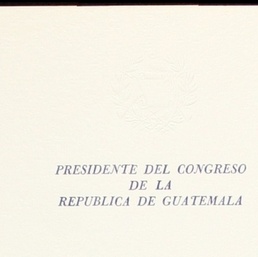 PRESIDENTE DEL CONGRESO
DE LA
REPUBLICA DE GUATEMALA